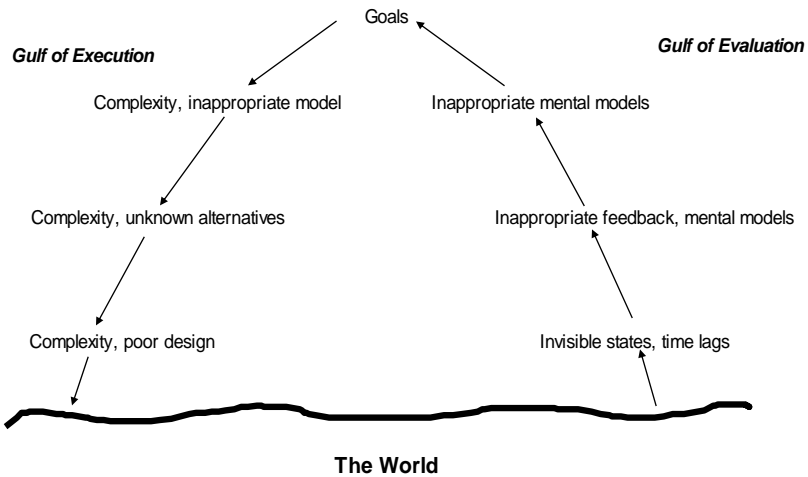 Goals
Gulf of Execution
Gulf of Evaluation
Complexity, inappropriate model
Inappropriate mental models
Complexity, unknown alternatives
Inappropriate feedback, mental models
Complexity, poor design
Invisible states, time lags
The World